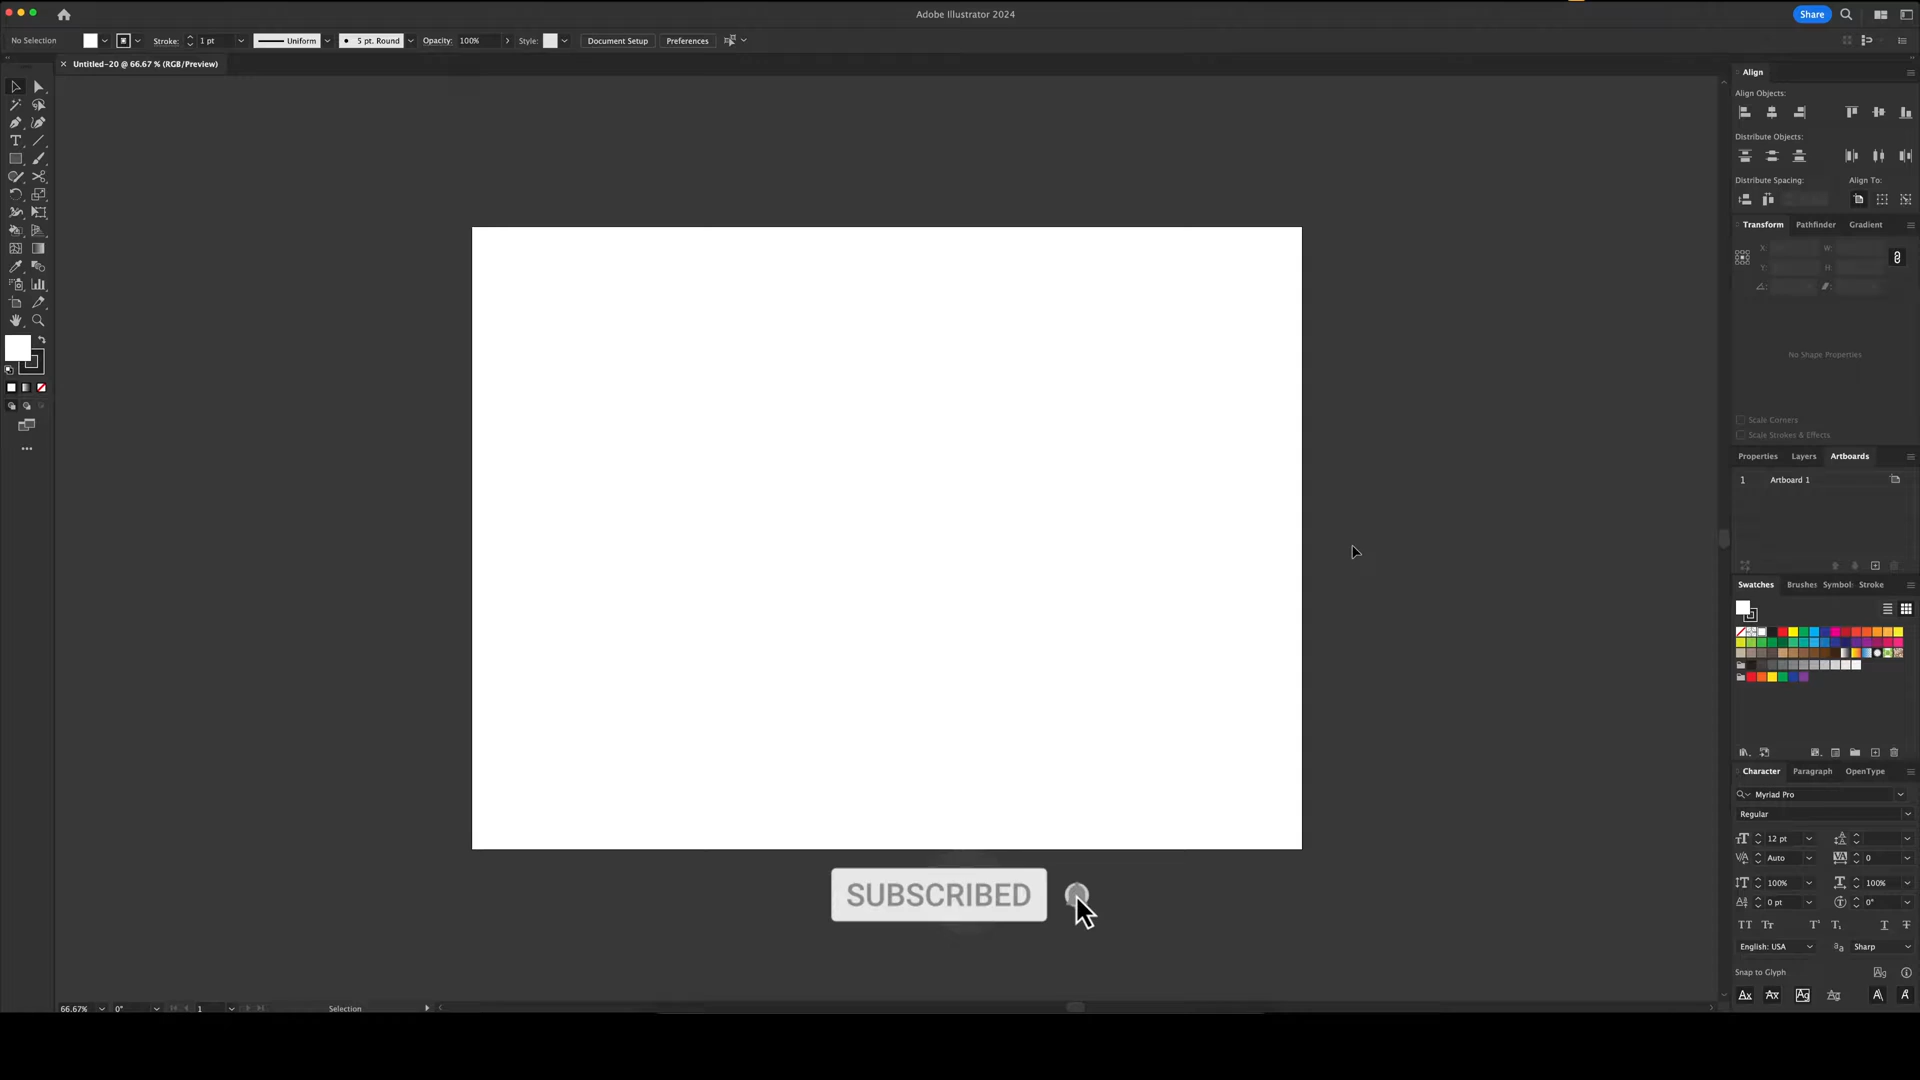 Adobe Illustrator 2024
Share
No Selection
Stroke:
1 pt
Uniform
5 pt. Round
Opacity:
100%
Style:
Document Setup
Preferences
Untitled-20 @ 66.67 % (RGB/Preview)
Align
Align Objects:
Distribute Objects:
Distribute Spacing:
Align To:
Transform
Pathfinder
Gradient
X:
W:
Y:
H:
No Shape Properties
Scale Corners
Scale Strokes & Effects
Properties
Layers
Artboards
1
Artboard 1
Swatches
Brushes
Symbol:
Stroke
Character
Paragraph
OpenType
Myriad Pro
Regular
12 pt
Auto
0
100%
100%
0 pt
0°
English: USA
Sharp
Snap to Glyph
SUBSCRIBED
66.67%
0°
1
Selection